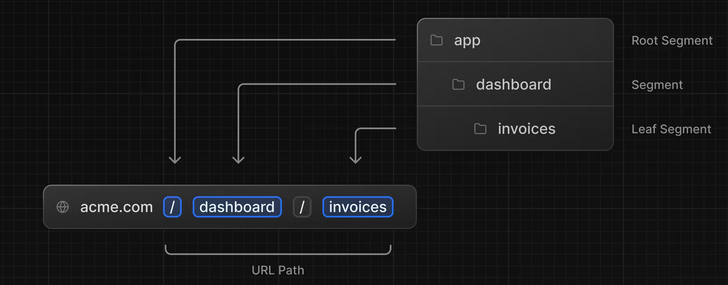 app
Root Segment
dashboard
Segment
invoices
Leaf Segment
acme.com / dashboard / invoices
URL Path